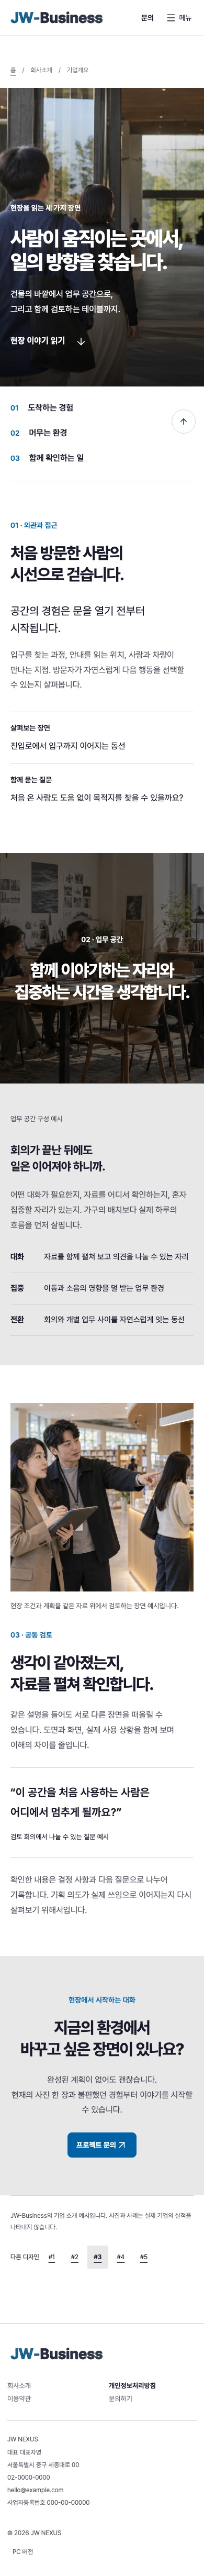 JW-Business
문의
메뉴
홈 / 회사소개 / 기업개요
현장을 읽는 세 가지 장면
사람이 움직이는 곳에서,
일의 방향을 찾습니다.
건물의 바깥에서 업무 공간으로,
그리고 함께 검토하는 테이블까지.
현장 이야기 읽기
01 도착하는 경험
02 머무는 환경
03 함께 확인하는 일
01 · 외관과 접근
처음 방문한 사람의
시선으로 걷습니다.
공간의 경험은 문을 열기 전부터
시작됩니다.
입구를 찾는 과정, 안내를 읽는 위치, 사람과 차량이
만나는 지점. 방문자가 자연스럽게 다음 행동을 선택할
수 있는지 살펴봅니다.
살펴보는 장면
진입로에서 입구까지 이어지는 동선
함께 묻는 질문
처음 온 사람도 도움 없이 목적지를 찾을 수 있을까요?
02 · 업무 공간
함께 이야기하는 자리와
집중하는 시간을 생각합니다.
업무 공간 구성 예시
회의가 끝난 뒤에도
일은 이어져야 하니까.
어떤 대화가 필요한지, 자료를 어디서 확인하는지, 혼자
집중할 자리가 있는지. 가구의 배치보다 실제 하루의
흐름을 먼저 살핍니다.
대화 자료를 함께 펼쳐 보고 의견을 나눌 수 있는 자리
집중 이동과 소음의 영향을 덜 받는 업무 환경
전환 회의와 개별 업무 사이를 자연스럽게 잇는 동선
현장 조건과 계획을 같은 자료 위에서 검토하는 장면 예시입니다.
03 · 공동 검토
생각이 같아졌는지,
자료를 펼쳐 확인합니다.
같은 설명을 들어도 서로 다른 장면을 떠올릴 수
있습니다. 도면과 화면, 실제 사용 상황을 함께 보며
이해의 차이를 줄입니다.
“이 공간을 처음 사용하는 사람은
어디에서 멈추게 될까요?”
검토 회의에서 나눌 수 있는 질문 예시
확인한 내용은 결정 사항과 다음 질문으로 나누어
기록합니다. 기획 의도가 실제 쓰임으로 이어지는지 다시
살펴보기 위해서입니다.
현장에서 시작하는 대화
지금의 환경에서
바꾸고 싶은 장면이 있나요?
완성된 계획이 없어도 괜찮습니다.
현재의 사진 한 장과 불편했던 경험부터 이야기를 시작할
수 있습니다.
프로젝트 문의
JW-Business의 기업 소개 예시입니다. 사진과 사례는 실제 기업의 실적을
나타내지 않습니다.
다른 디자인 #1 #2 #3 #4 #5
JW-Business
회사소개 개인정보처리방침
이용약관 문의하기
JW NEXUS
대표 대표자명
서울특별시 중구 세종대로 00
02-0000-0000
hello@example.com
사업자등록번호 000-00-00000
© 2026 JW NEXUS
PC 버전